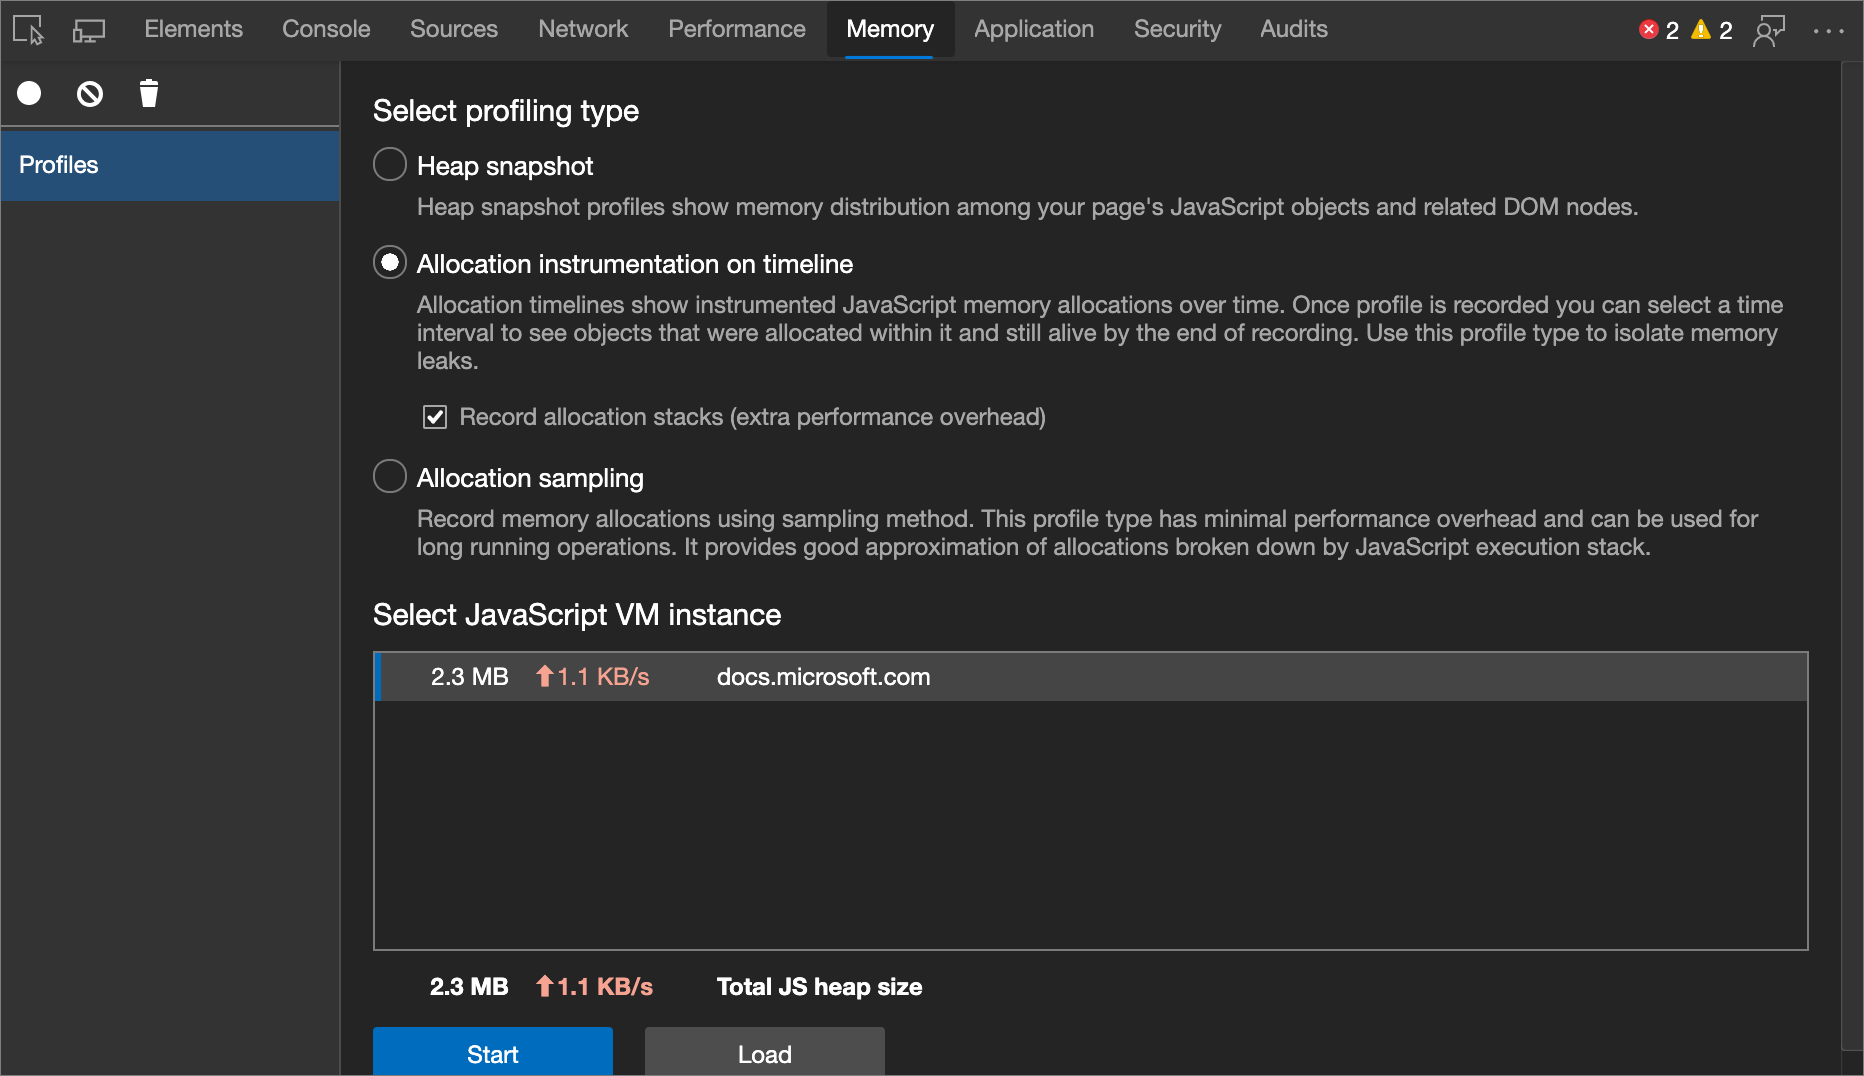 Elements Console Sources Network Performance Memory Application Security Audits 2 2
Profiles
Select profiling type
Heap snapshot
Heap snapshot profiles show memory distribution among your page's JavaScript objects and related DOM nodes.
Allocation instrumentation on timeline
Allocation timelines show instrumented JavaScript memory allocations over time. Once profile is recorded you can select a time
interval to see objects that were allocated within it and still alive by the end of recording. Use this profile type to isolate memory
leaks.
Record allocation stacks (extra performance overhead)
Allocation sampling
Record memory allocations using sampling method. This profile type has minimal performance overhead and can be used for
long running operations. It provides good approximation of allocations broken down by JavaScript execution stack.
Select JavaScript VM instance
2.3 MB 1.1 KB/s docs.microsoft.com
2.3 MB 1.1 KB/s Total JS heap size
Start Load